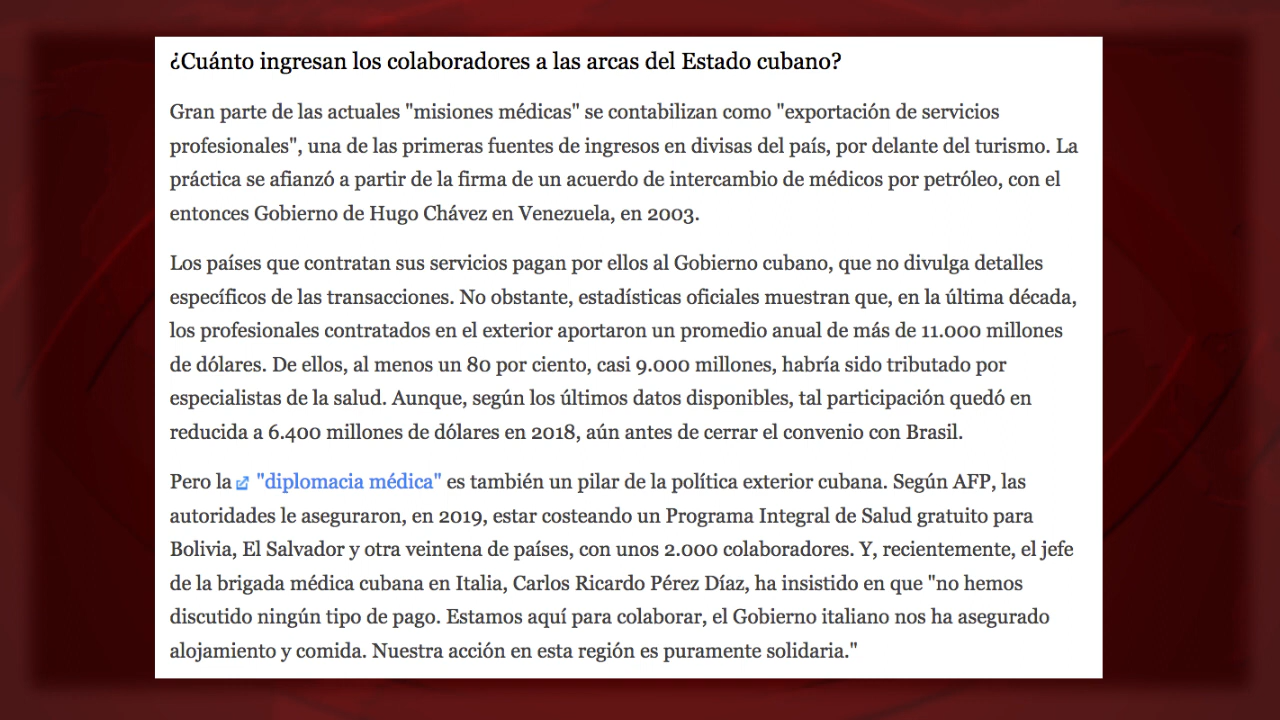 ¿Cuánto ingresan los colaboradores a las arcas del Estado cubano?
Gran parte de las actuales "misiones médicas" se contabilizan como "exportación de servicios
profesionales", una de las primeras fuentes de ingresos en divisas del país, por delante del turismo. La
práctica se afianzó a partir de la firma de un acuerdo de intercambio de médicos por petróleo, con el
entonces Gobierno de Hugo Chávez en Venezuela, en 2003.
Los países que contratan sus servicios pagan por ellos al Gobierno cubano, que no divulga detalles
específicos de las transacciones. No obstante, estadísticas oficiales muestran que, en la última década,
los profesionales contratados en el exterior aportaron un promedio anual de más de 11.000 millones
de dólares. De ellos, al menos un 80 por ciento, casi 9.000 millones, habría sido tributado por
especialistas de la salud. Aunque, según los últimos datos disponibles, tal participación quedó en
reducida a 6.400 millones de dólares en 2018, aún antes de cerrar el convenio con Brasil.
Pero la "diplomacia médica" es también un pilar de la política exterior cubana. Según AFP, las
autoridades le aseguraron, en 2019, estar costeando un Programa Integral de Salud gratuito para
Bolivia, El Salvador y otra veintena de países, con unos 2.000 colaboradores. Y, recientemente, el jefe
de la brigada médica cubana en Italia, Carlos Ricardo Pérez Díaz, ha insistido en que "no hemos
discutido ningún tipo de pago. Estamos aquí para colaborar, el Gobierno italiano nos ha asegurado
alojamiento y comida. Nuestra acción en esta región es puramente solidaria."